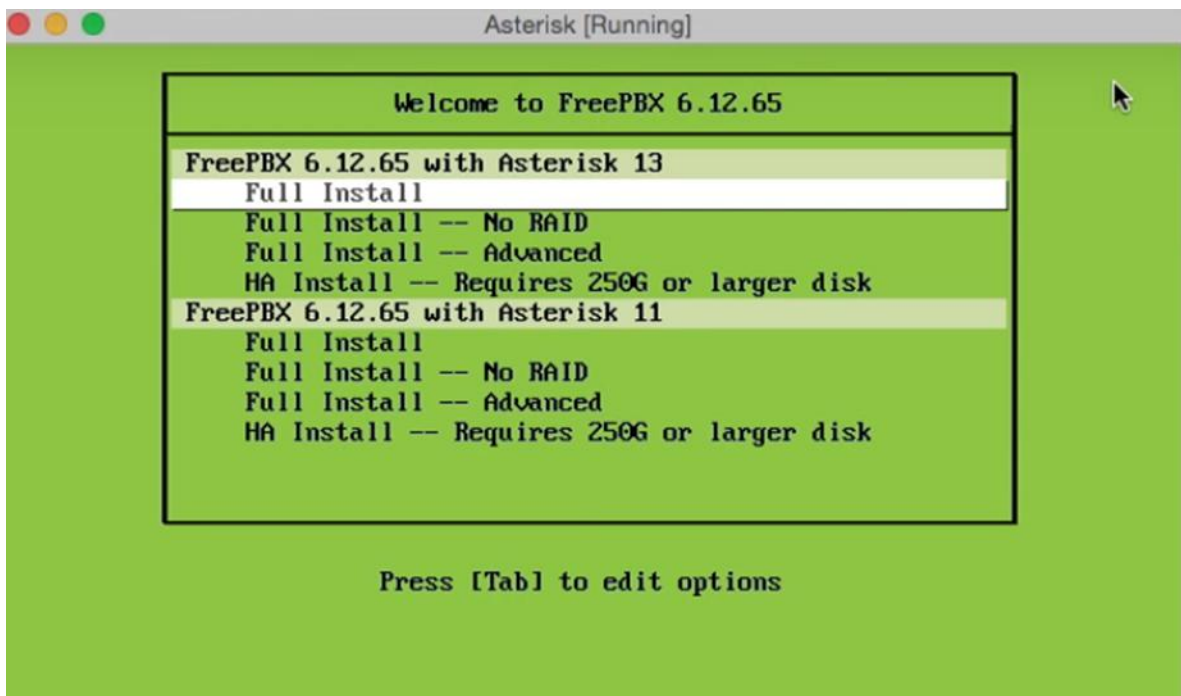 Asterisk [Running]
Welcome to FreePBX 6.12.65
FreePBX 6.12.65 with Asterisk 13
Full Install
Full Install -- No RAID
Full Install -- Advanced
HA Install -- Requires 250G or larger disk
FreePBX 6.12.65 with Asterisk 11
Full Install
Full Install -- No RAID
Full Install -- Advanced
HA Install -- Requires 250G or larger disk
Press [Tab] to edit options